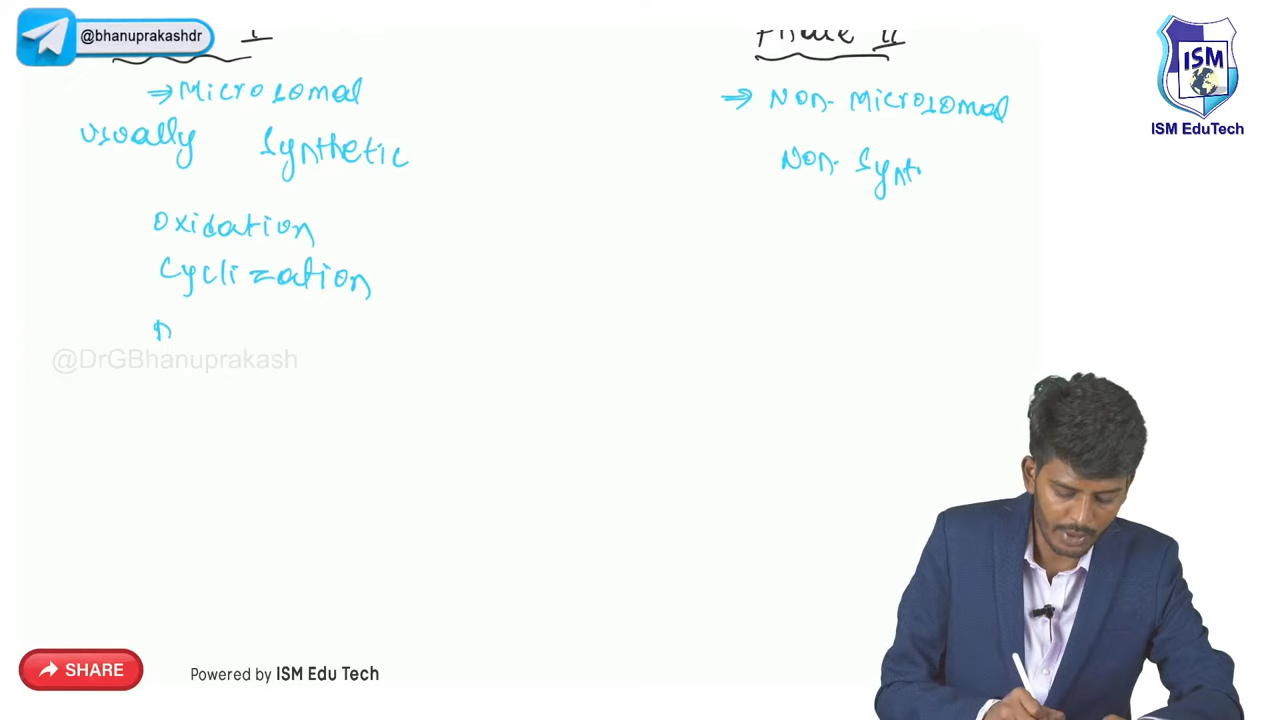 @bhanuprakashdr
I
Phase II
⇒ Microsomal
usually synthetic
oxidation
cyclization
⇒ Non-Microsomal
Non-Synt
ISM
ISM EduTech
@DrGBhanuprakash
SHARE
Powered by ISM Edu Tech